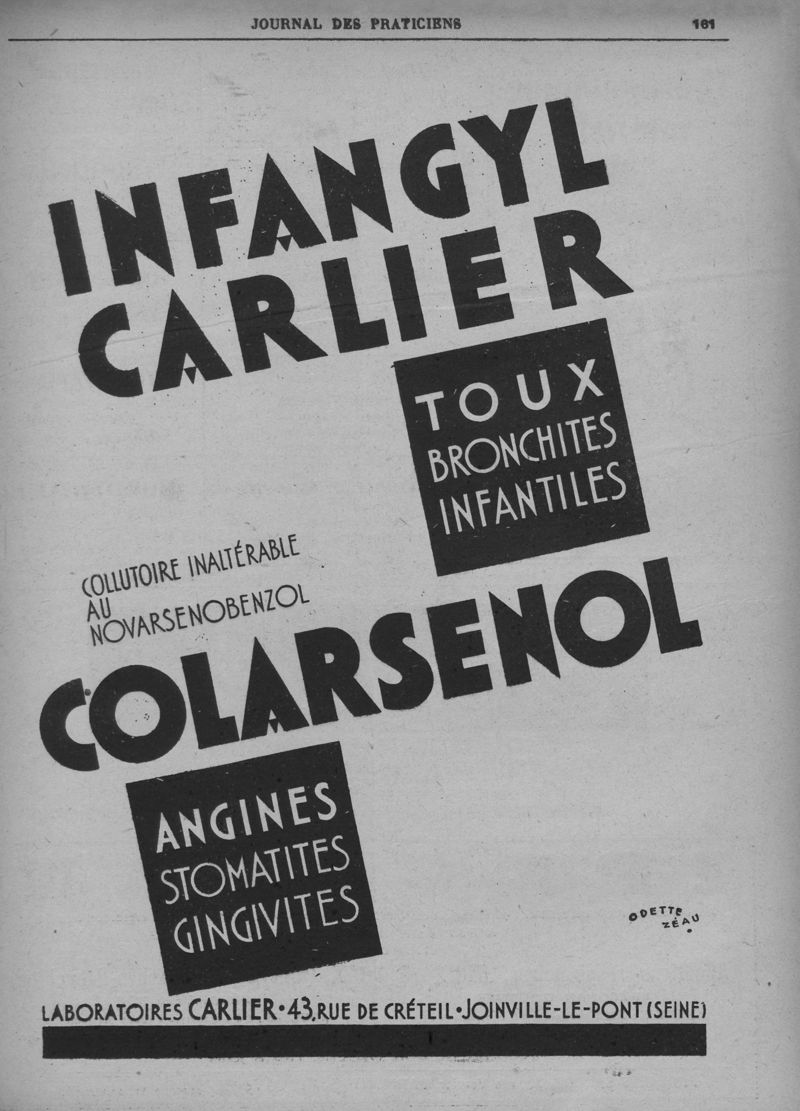 JOURNAL DES PRATICIENS 161
INFANGYL
CARLIER
TOUX
BRONCHITES
INFANTILES
COLLUTOIRE INALTÉRABLE
AU
NOVARSENOBENZOL
COLARSENOL
ANGINES
STOMATITES
GINGIVITES
ODETTE
ZÉAU
LABORATOIRES CARLIER • 43, RUE DE CRÉTEIL • JOINVILLE-LE-PONT (SEINE)